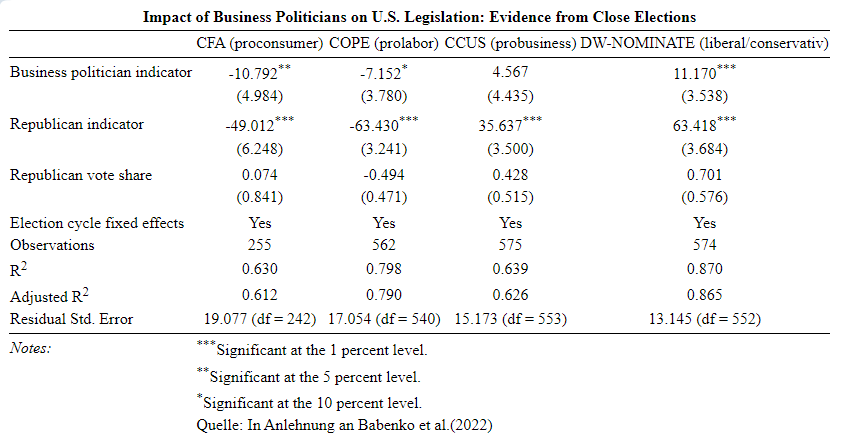 Impact of Business Politicians on U.S. Legislation: Evidence from Close Elections
CFA (proconsumer) COPE (prolabor) CCUS (probusiness) DW-NOMINATE (liberal/conservativ)
Business politician indicator -10.792** -7.152* 4.567 11.170***
(4.984) (3.780) (4.435) (3.538)
Republican indicator -49.012*** -63.430*** 35.637*** 63.418***
(6.248) (3.241) (3.500) (3.684)
Republican vote share 0.074 -0.494 0.428 0.701
(0.841) (0.471) (0.515) (0.576)
Election cycle fixed effects Yes Yes Yes Yes
Observations 255 562 575 574
R2 0.630 0.798 0.639 0.870
Adjusted R2 0.612 0.790 0.626 0.865
Residual Std. Error 19.077 (df = 242) 17.054 (df = 540) 15.173 (df = 553) 13.145 (df = 552)
Notes: ***Significant at the 1 percent level.
**Significant at the 5 percent level.
*Significant at the 10 percent level.
Quelle: In Anlehnung an Babenko et al.(2022)